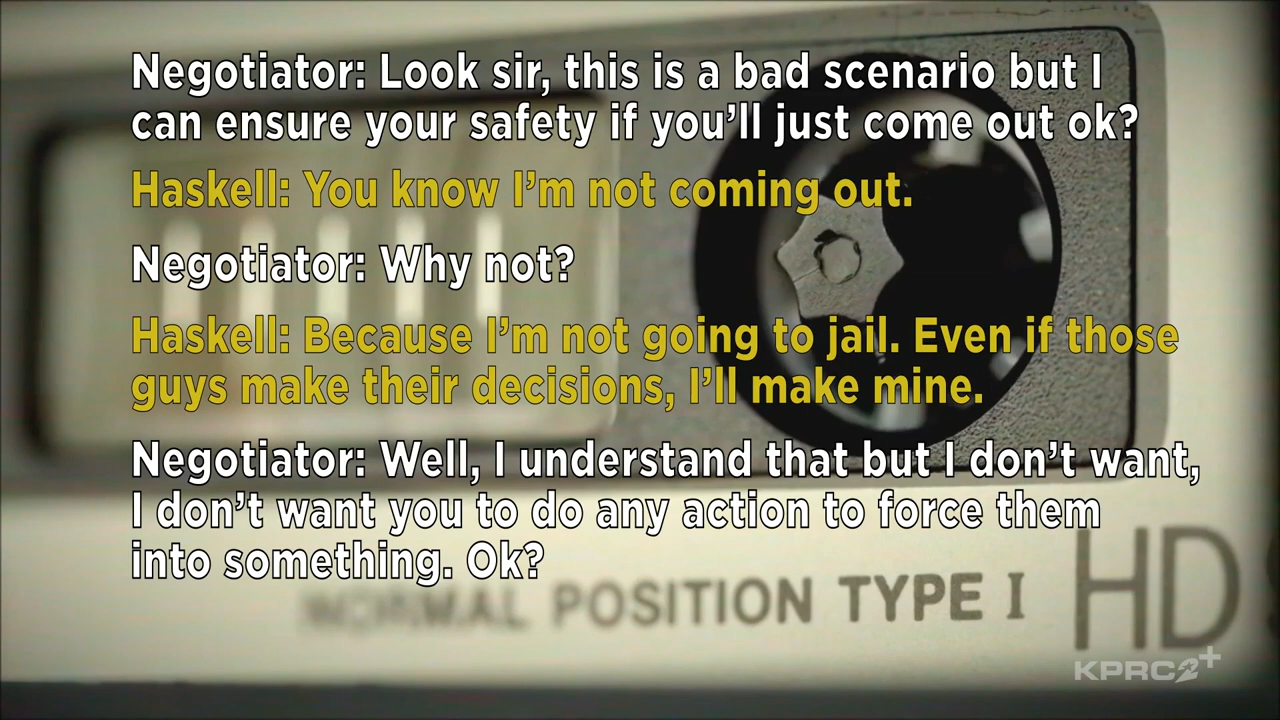 Negotiator: Look sir, this is a bad scenario but I
can ensure your safety if you'll just come out ok?
Haskell: You know I'm not coming out.
Negotiator: Why not?
Haskell: Because I'm not going to jail. Even if those
guys make their decisions, I'll make mine.
Negotiator: Well, I understand that but I don't want,
I don't want you to do any action to force them
into something. Ok?
NORMAL POSITION TYPE I HD
KPRC2+